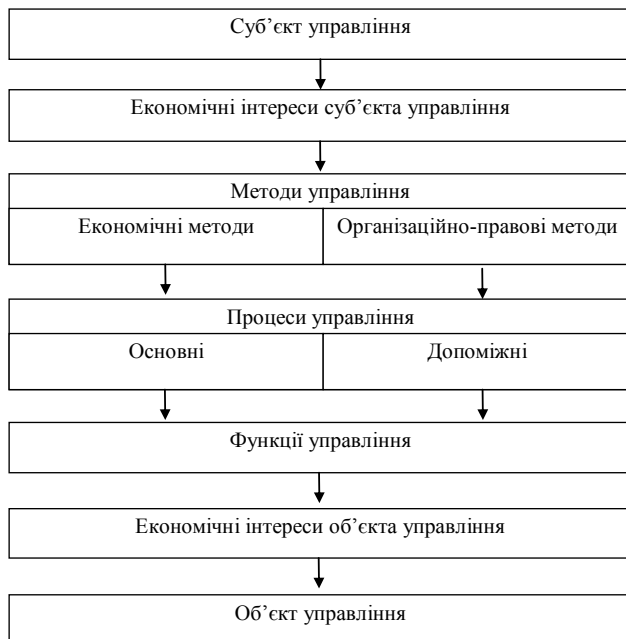 Суб’єкт управління
Економічні інтереси суб’єкта управління
Методи управління
Економічні методи
Організаційно-правові методи
Процеси управління
Основні
Допоміжні
Функції управління
Економічні інтереси об’єкта управління
Об’єкт управління